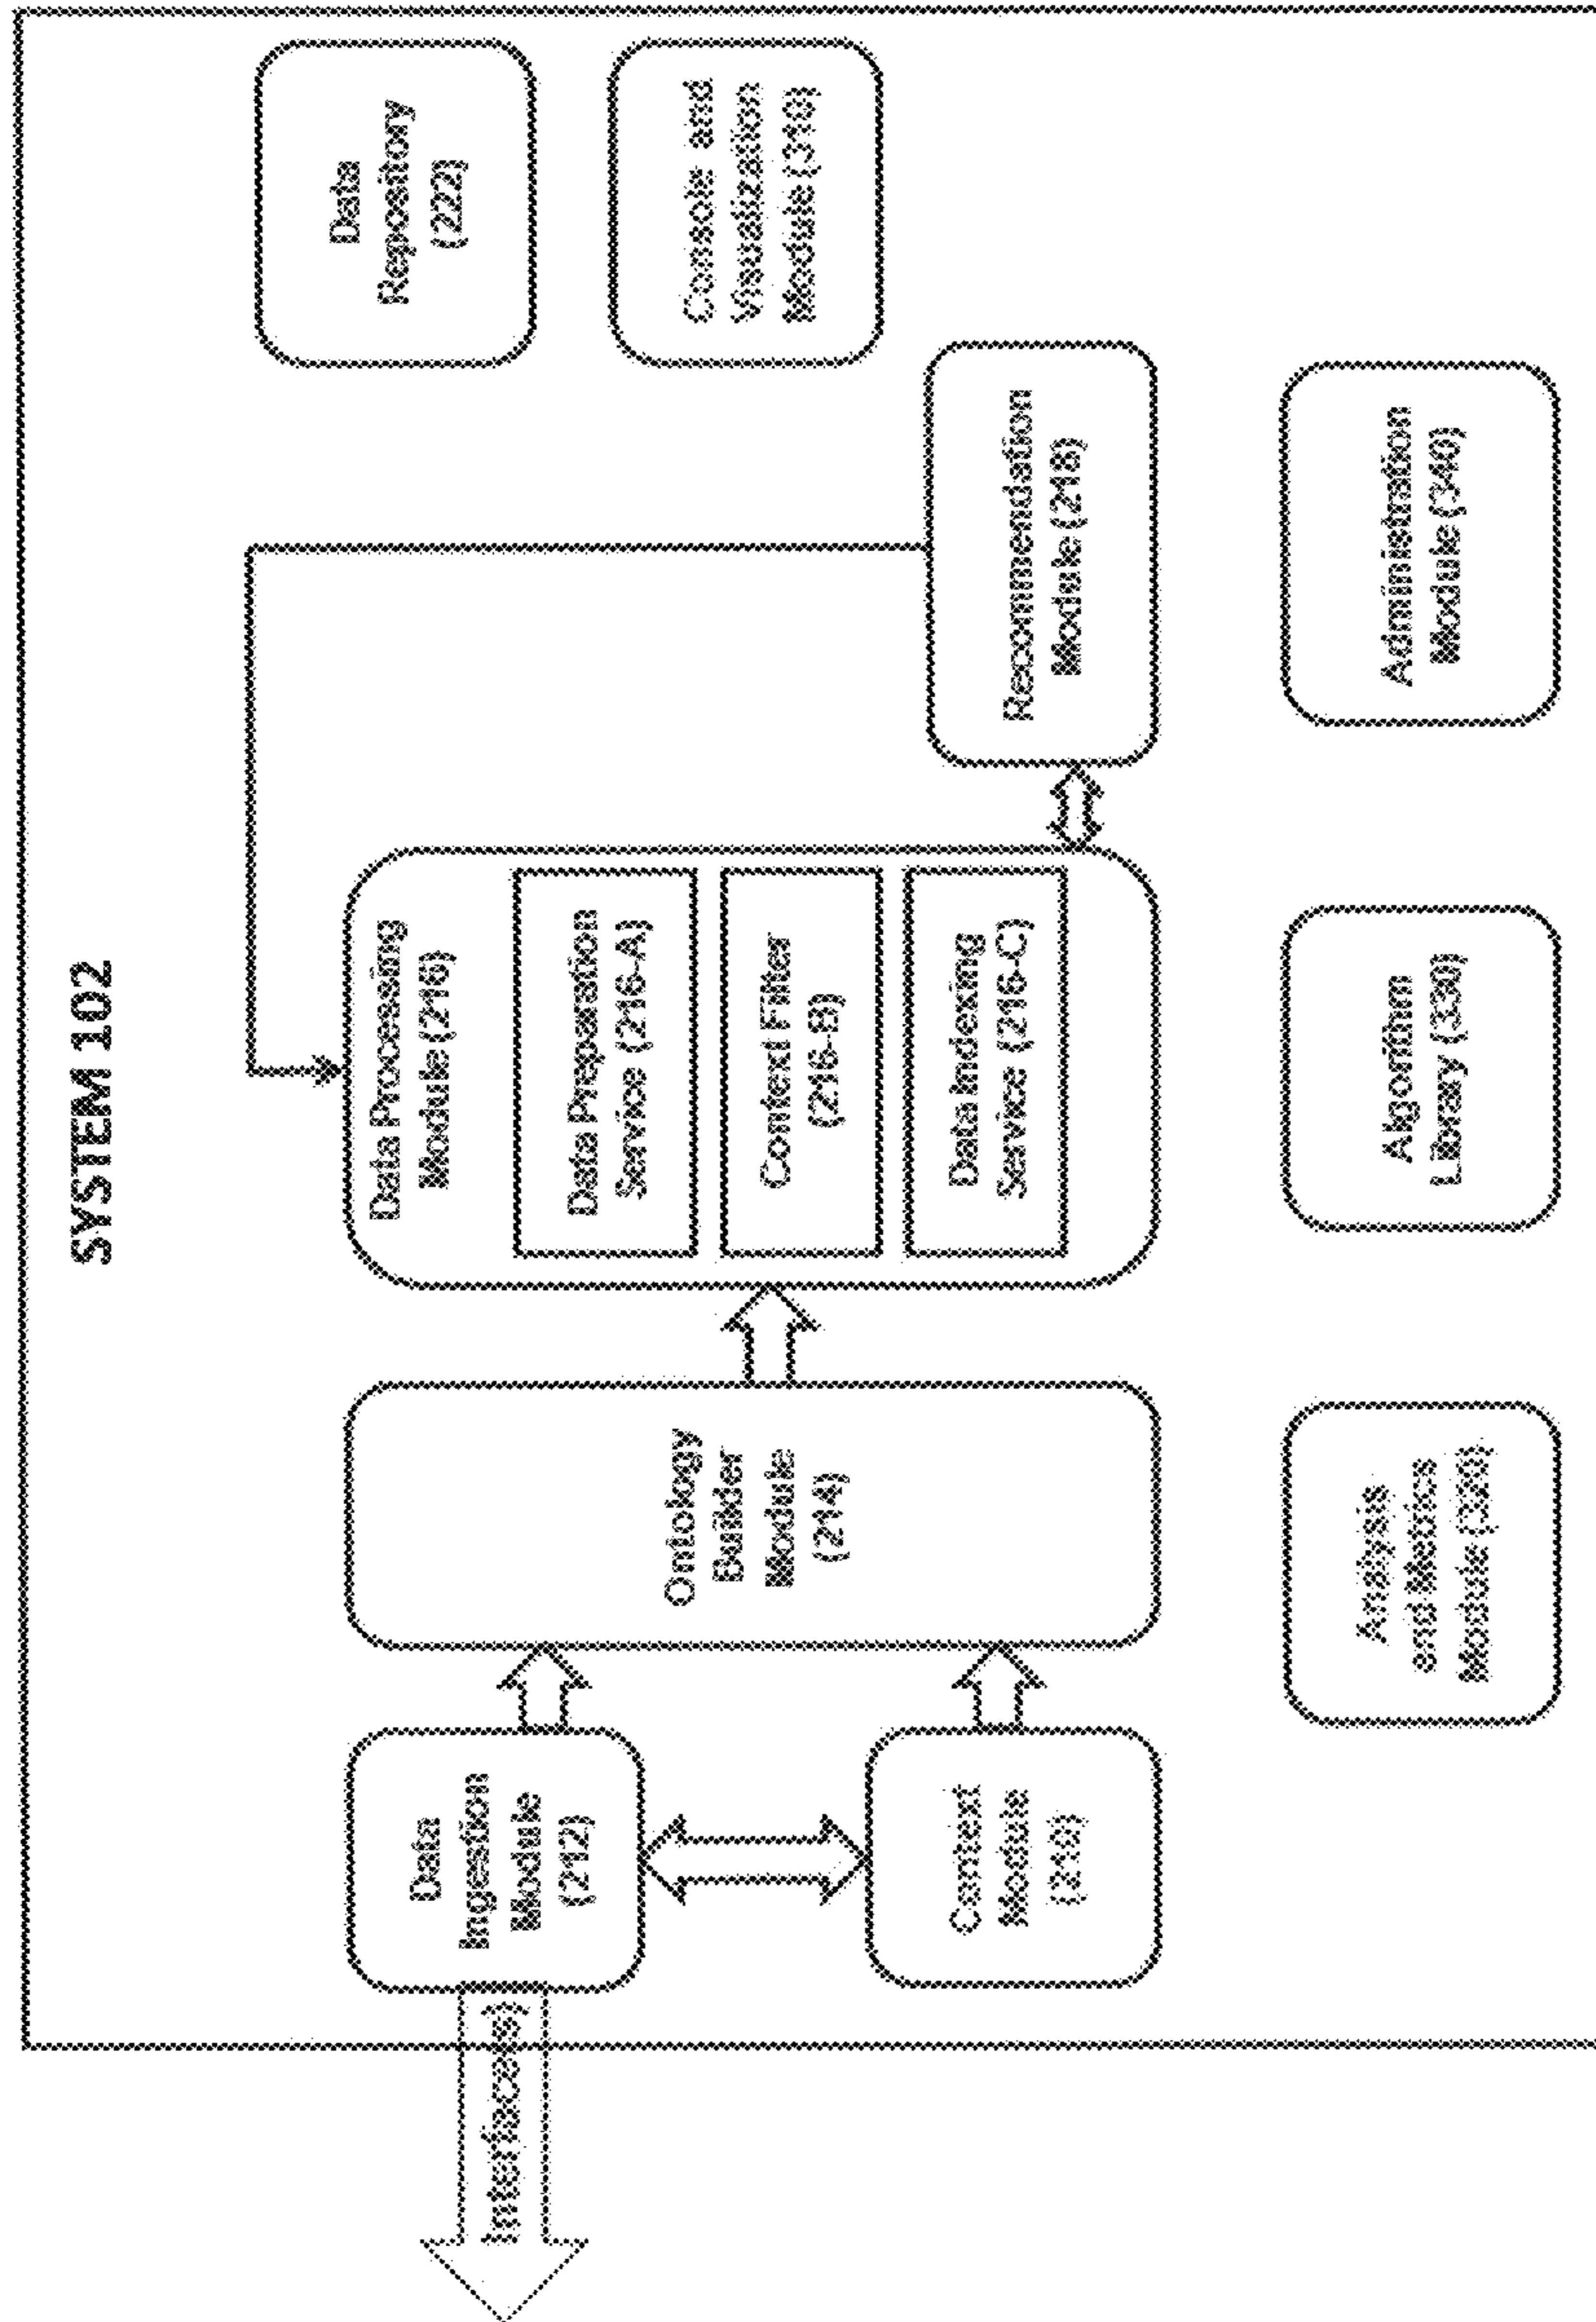 SYSTEM 102
Interface(s)
Data
Ingestion
Module
(212)
Context
Module
(210)
Ontology
Builder
Module
(214)
Data Processing
Module (216)
Data Preparation
Service (216-A)
Context Filter
(216-B)
Data Indexing
Service (216-C)
Recommendation
Module (218)
Data
Repository
(222)
Console and
Visualization
Module (310)
Analysis
and Metrics
Module (320)
Algorithm
Library (330)
Administration
Module (340)